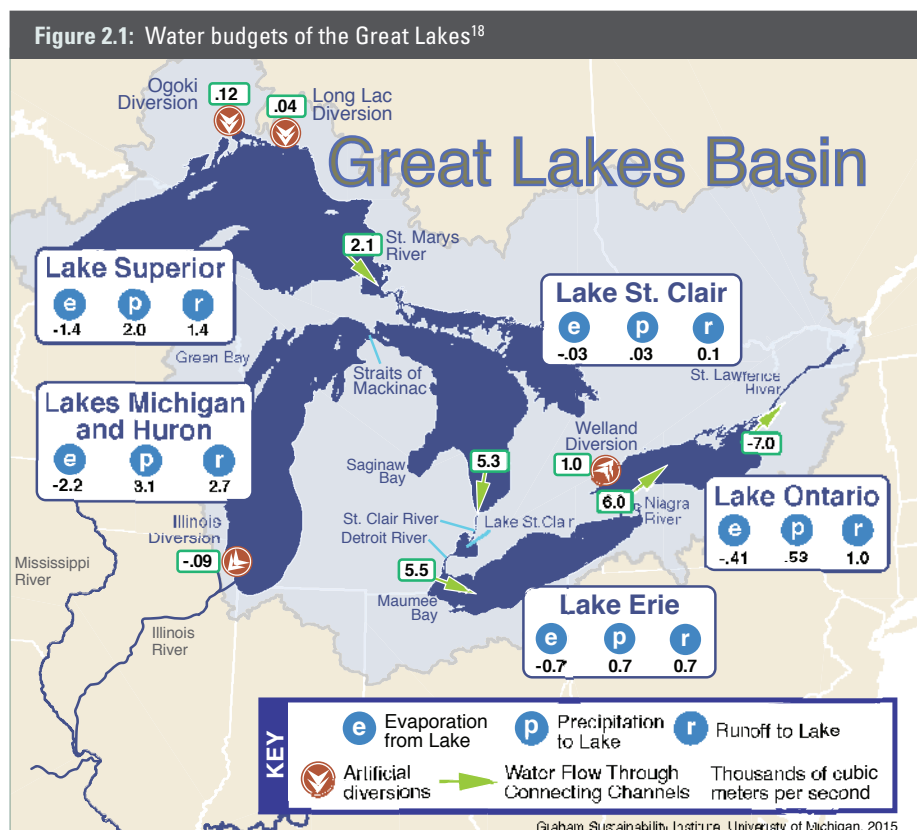 Figure 2.1: Water budgets of the Great Lakes18
Ogoki
Diversion
.12
.04
Long Lac
Diversion
Great Lakes Basin
2.1
St. Marys
River
Lake Superior
e p r
-1.4 2.0 1.4
Lake St. Clair
e p r
-.03 .03 0.1
Green Bay
Straits of
Mackinac
St. Lawrence
River
Lakes Michigan
and Huron
e p r
-2.2 3.1 2.7
Welland
Diversion
1.0
-7.0
Saginaw
Bay
5.3
6.0
Niagra
River
Lake Ontario
e p r
-.41 .53 1.0
Illinois
Diversion
-.09
St. Clair River
Lake St.Clair
Detroit River
Mississippi
River
5.5
Maumee
Bay
Lake Erie
e p r
-0.7 0.7 0.7
Illinois
River
KEY
e Evaporation
from Lake
p Precipitation
to Lake
r Runoff to Lake
Artificial
diversions
Water Flow Through
Connecting Channels
Thousands of cubic
meters per second
Graham Sustainability Institute, University of Michigan, 2015